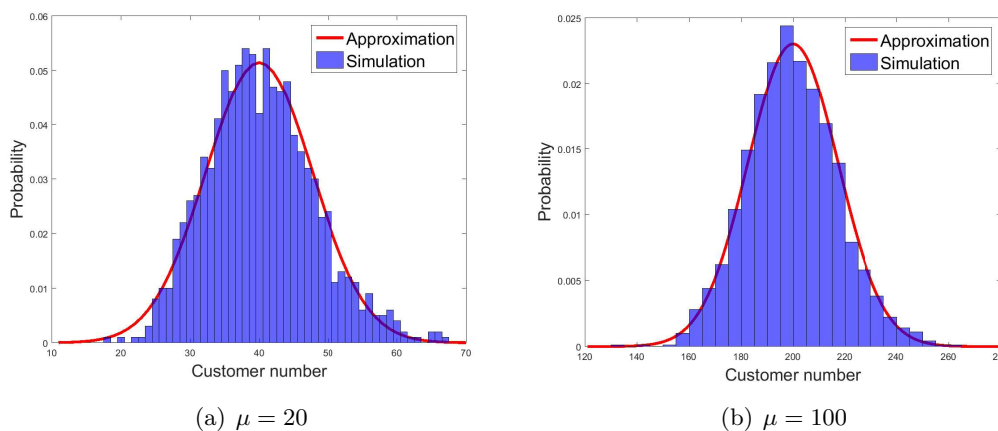 0.06
0.05
0.04
0.03
0.02
0.01
0
Probability
10 20 30 40 50 60 70
Customer number
Approximation
Simulation
(a) μ = 20
0.025
0.02
0.015
0.01
0.005
0
Probability
120 140 160 180 200 220 240 260
Customer number
Approximation
Simulation
(b) μ = 100